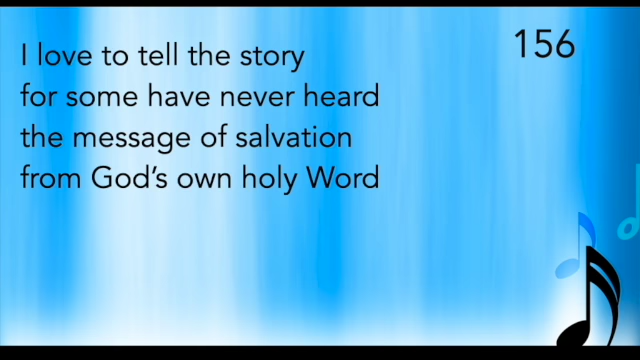 156
I love to tell the story
for some have never heard
the message of salvation
from God's own holy Word